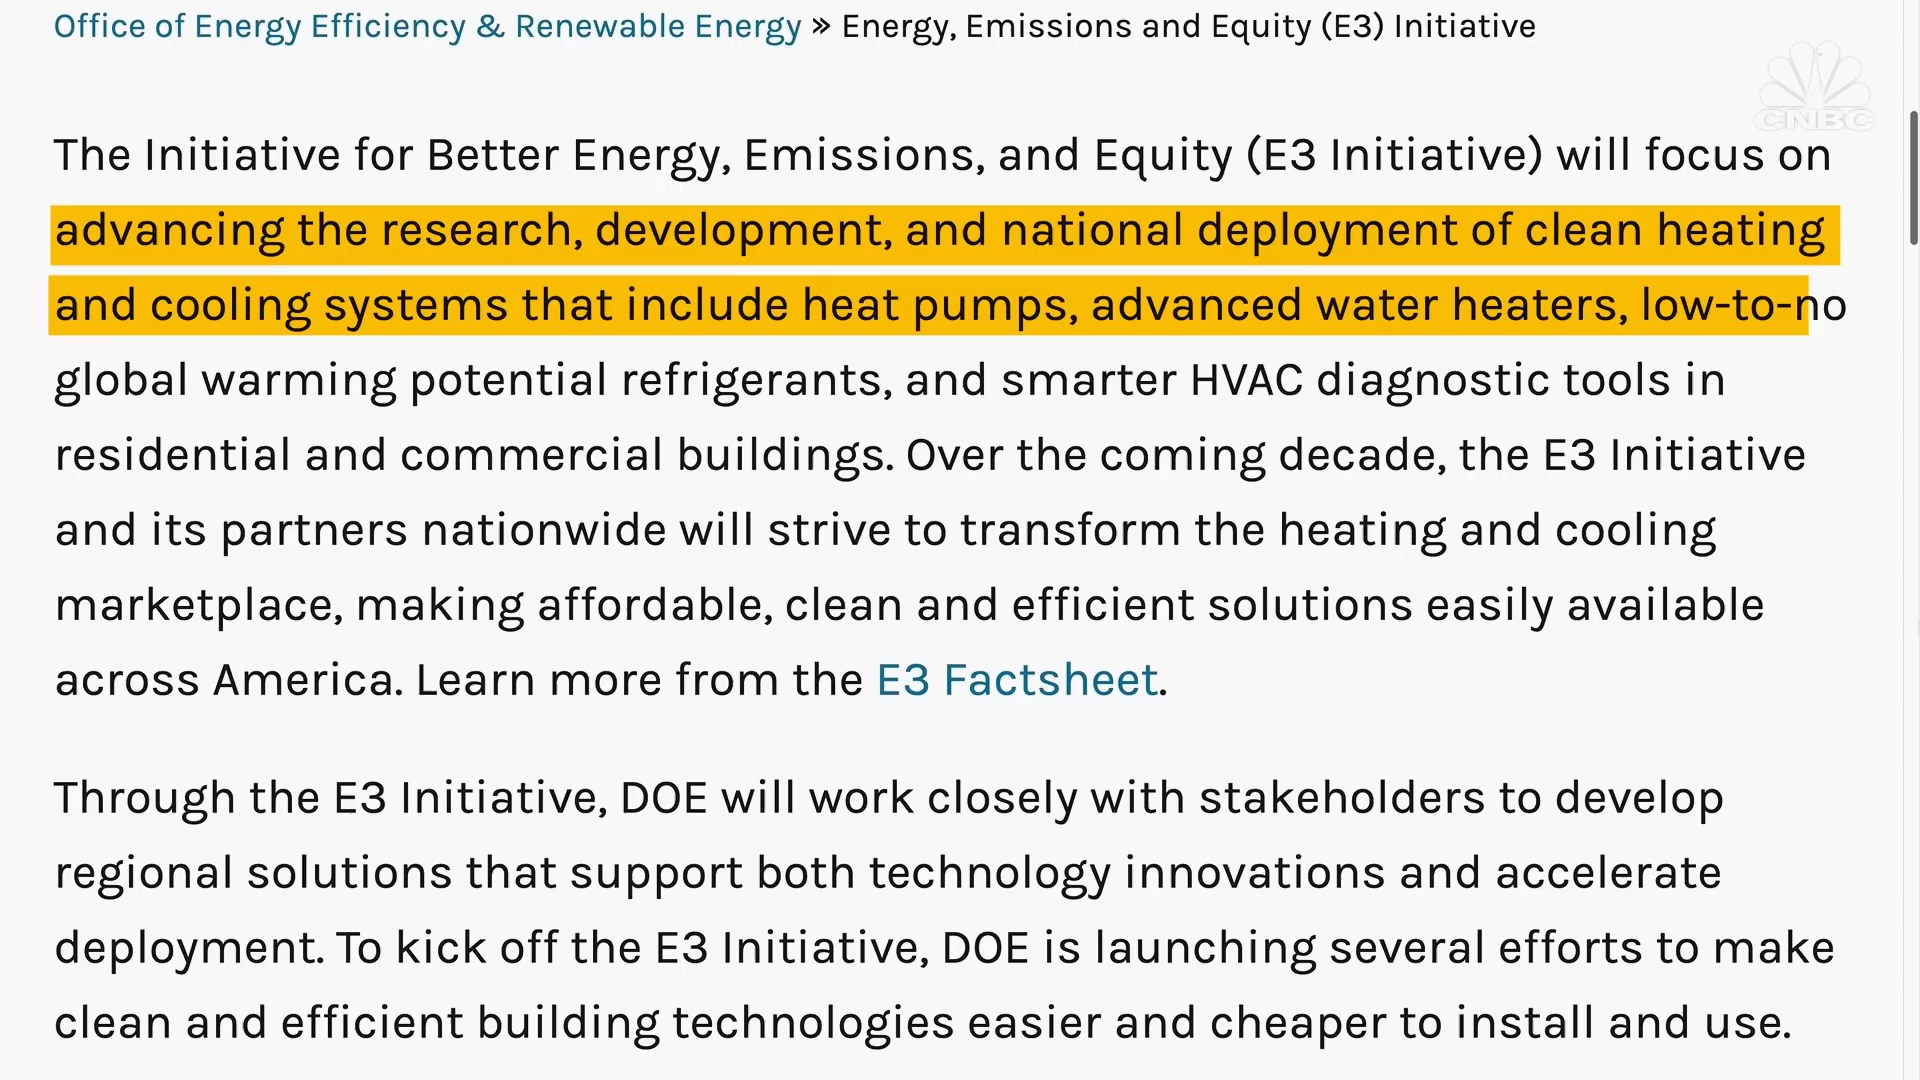 Office of Energy Efficiency & Renewable Energy » Energy, Emissions and Equity (E3) Initiative
CNBC
The Initiative for Better Energy, Emissions, and Equity (E3 Initiative) will focus on
advancing the research, development, and national deployment of clean heating
and cooling systems that include heat pumps, advanced water heaters, low-to-no
global warming potential refrigerants, and smarter HVAC diagnostic tools in
residential and commercial buildings. Over the coming decade, the E3 Initiative
and its partners nationwide will strive to transform the heating and cooling
marketplace, making affordable, clean and efficient solutions easily available
across America. Learn more from the E3 Factsheet.
Through the E3 Initiative, DOE will work closely with stakeholders to develop
regional solutions that support both technology innovations and accelerate
deployment. To kick off the E3 Initiative, DOE is launching several efforts to make
clean and efficient building technologies easier and cheaper to install and use.